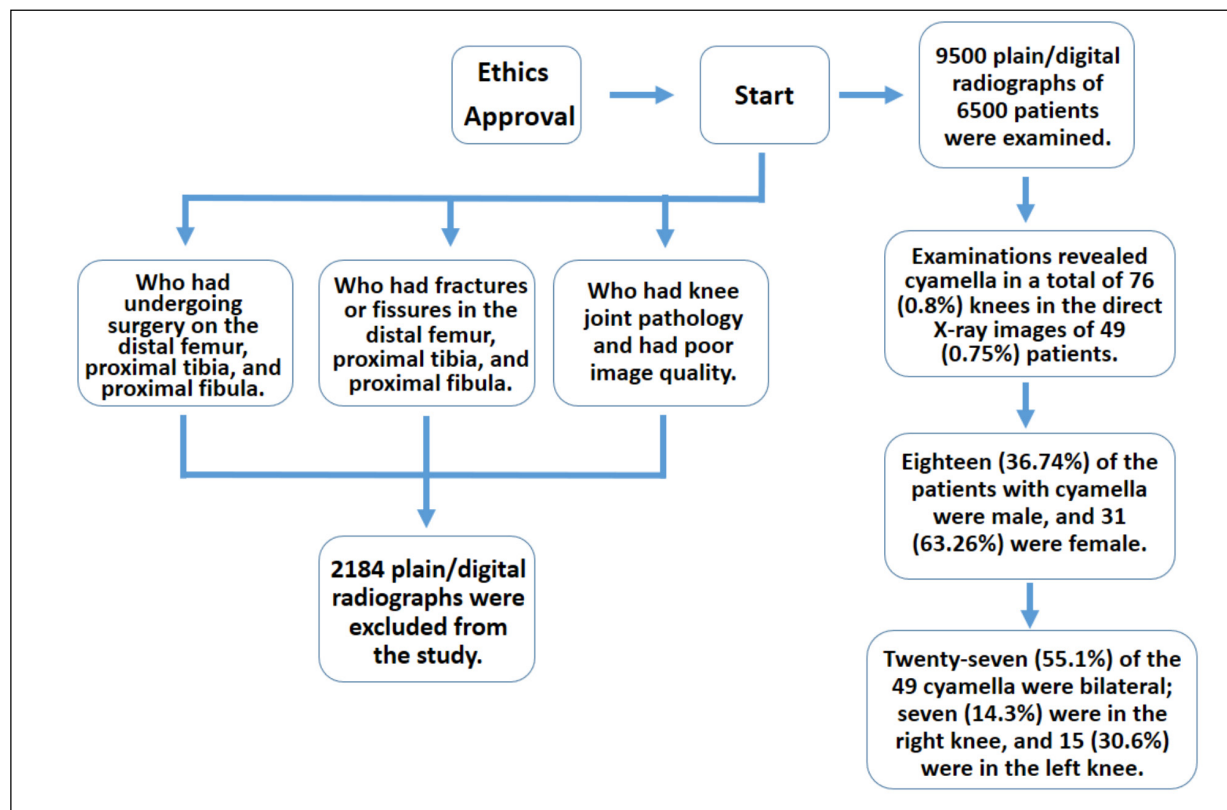 Ethics
Approval
Start
9500 plain/digital
radiographs of
6500 patients
were examined.
Who had
undergoing
surgery on the
distal femur,
proximal tibia, and
proximal fibula.
Who had fractures
or fissures in the
distal femur,
proximal tibia, and
proximal fibula.
Who had knee
joint pathology
and had poor
image quality.
Examinations revealed
cyamella in a total of 76
(0.8%) knees in the direct
X-ray images of 49
(0.75%) patients.
2184 plain/digital
radiographs were
excluded from
the study.
Eighteen (36.74%) of the
patients with cyamella
were male, and 31
(63.26%) were female.
Twenty-seven (55.1%) of the
49 cyamella were bilateral;
seven (14.3%) were in the
right knee, and 15 (30.6%)
were in the left knee.